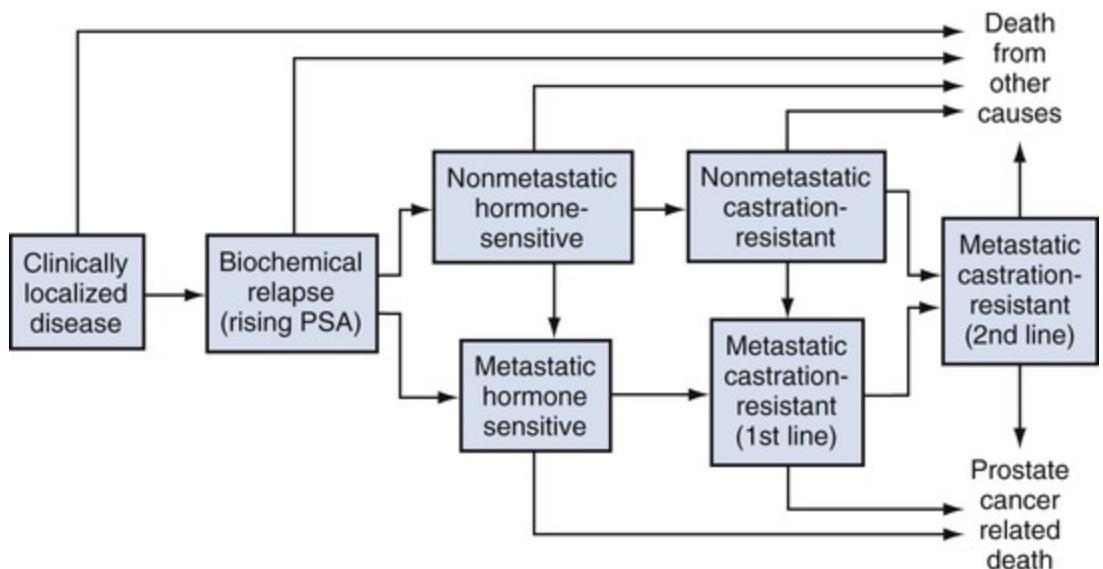 Death
from
other
causes
Nonmetastatic
hormone-
sensitive
Nonmetastatic
castration-
resistant
Clinically
localized
disease
Biochemical
relapse
(rising PSA)
Metastatic
castration-
resistant
(2nd line)
Metastatic
hormone
sensitive
Metastatic
castration-
resistant
(1st line)
Prostate
cancer
related
death